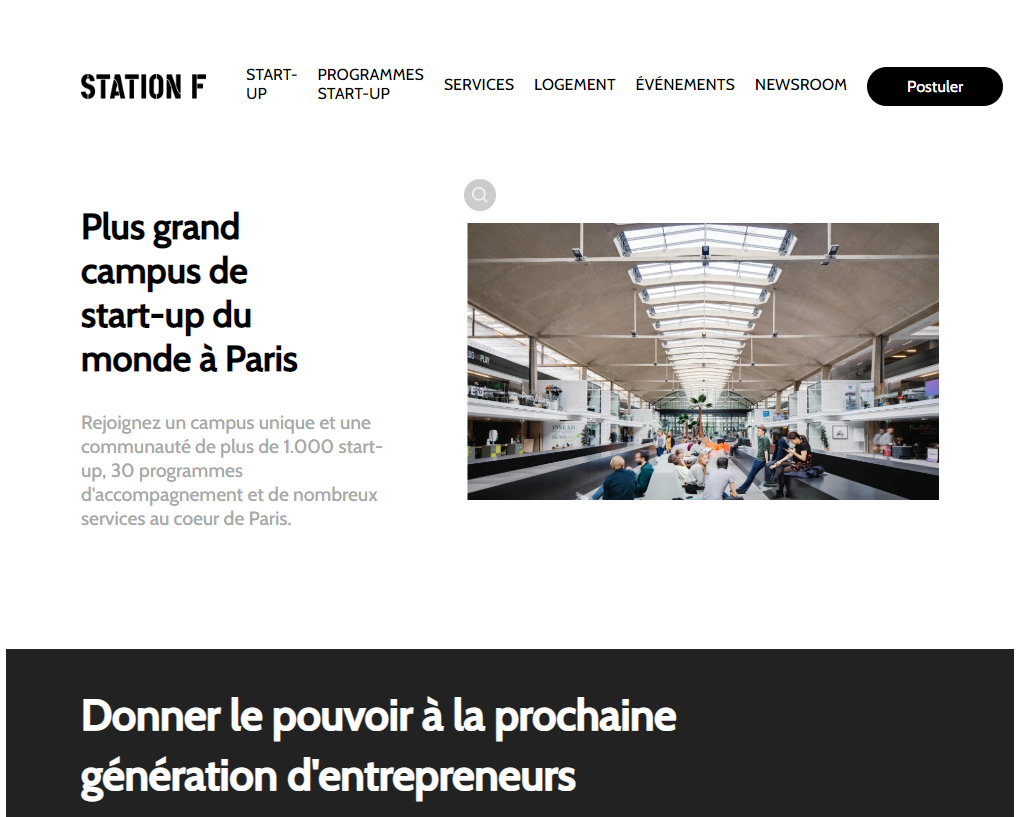 STATION F
START-
UP
PROGRAMMES
START-UP
SERVICES
LOGEMENT
ÉVÉNEMENTS
NEWSROOM
Postuler
Plus grand
campus de
start-up du
monde à Paris
Rejoignez un campus unique et une
communauté de plus de 1.000 start-
up, 30 programmes
d'accompagnement et de nombreux
services au coeur de Paris.
INSEAD
Donner le pouvoir à la prochaine
génération d'entrepreneurs